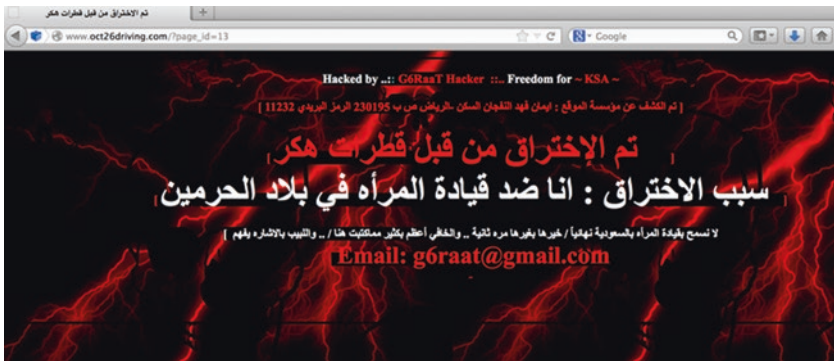 تم الاختراق من قبل قطرات هكر
www.oct26driving.com/?page_id=13
Google
Hacked by ..:: G6RaaT Hacker ::.. Freedom for ~ KSA ~
[ تم الكشف عن مؤسسة الموقع : ايمان فهد النفجان السكن -الرياض ص ب 230195 الرمز البريدي 11232 ]
[ تم الإختراق من قبل قطرات هكر ]
[ سبب الاختراق : انا ضد قيادة المرأه في بلاد الحرمين ]
لا نسمح بقيادة المرأه بالسعودية نهائياً / خيرها بغيرها مره ثانية .. والخافي أعظم بكثير مماكتبت هنا / .. واللبيب بالاشاره يفهم ]
Email: g6raat@gmail.com